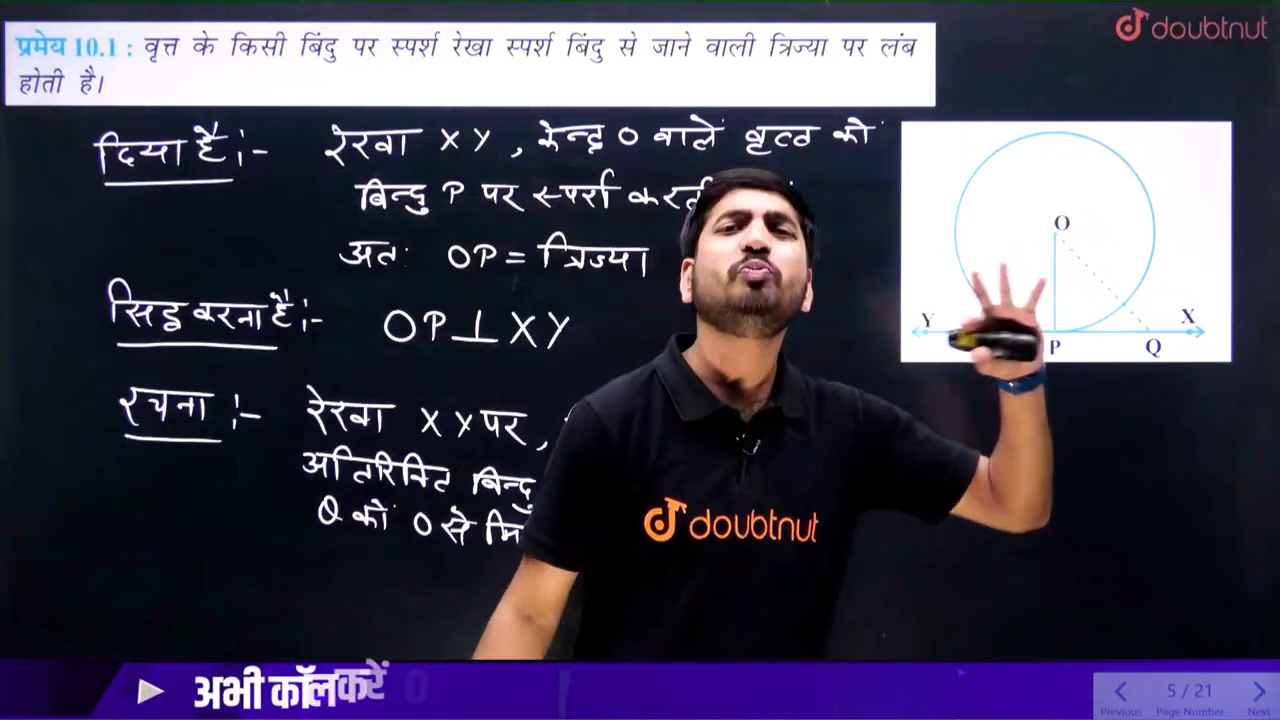 प्रमेय 10.1 : वृत्त के किसी बिंदु पर स्पर्श रेखा स्पर्श बिंदु से जाने वाली त्रिज्या पर लंब
होती है।
doubtnut
दिया है:-
रेखा XY, केन्द्र O वाले वृत्त को
बिन्दु P पर स्पर्श करती
अतः OP = त्रिज्या
सिद्ध करना है:-
OP⊥XY
रचना :-
रेखा XY पर,
अतिरिक्त बिन्दु
Q को O से
O
Y
X
P
Q
doubtnut
अभी कॉल करें
5 / 21
Previous Page Number Next